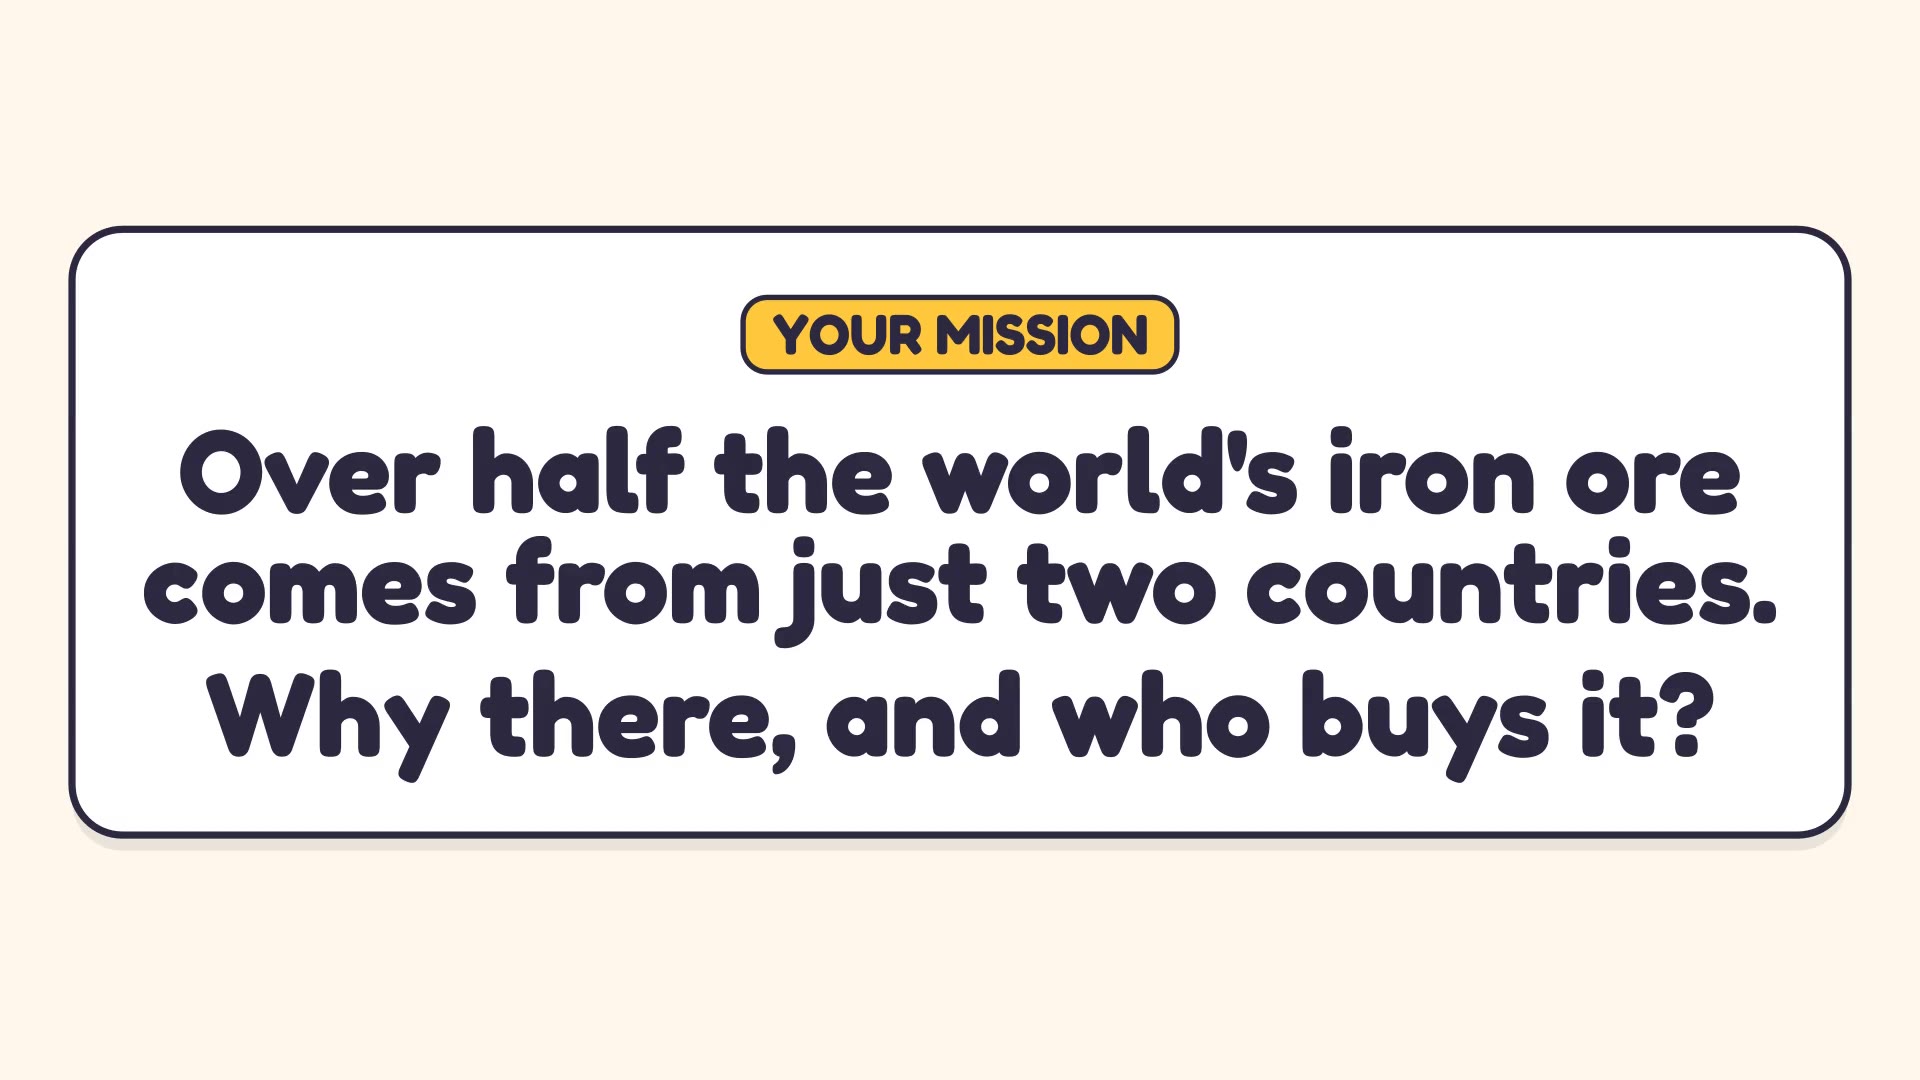 YOUR MISSION
Over half the world's iron ore
comes from just two countries.
Why there, and who buys it?